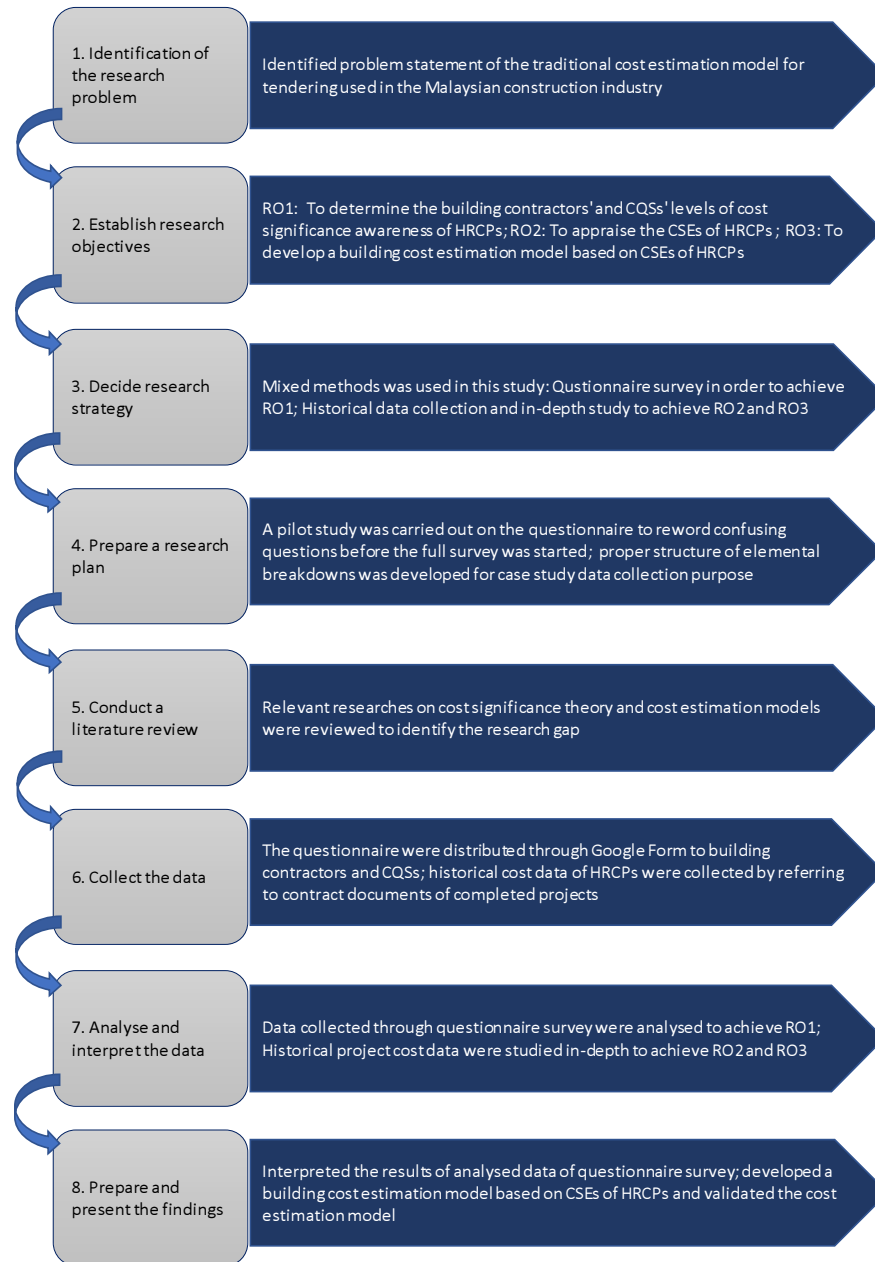 1. Identification of
the research
problem
Identified problem statement of the traditional cost estimation model for
tendering used in the Malaysian construction industry
2. Establish research
objectives
RO1: To determine the building contractors' and CQSs' levels of cost
significance awareness of HRCPs; RO2: To appraise the CSEs of HRCPs ; RO3: To
develop a building cost estimation model based on CSEs of HRCPs
3. Decide research
strategy
Mixed methods was used in this study: Qustionnaire survey in order to achieve
RO1; Historical data collection and in-depth study to achieve RO2 and RO3
4. Prepare a research
plan
A pilot study was carried out on the questionnaire to reword confusing
questions before the full survey was started; proper structure of elemental
breakdowns was developed for case study data collection purpose
5. Conduct a
literature review
Relevant researches on cost significance theory and cost estimation models
were reviewed to identify the research gap
6. Collect the data
The questionnaire were distributed through Google Form to building
contractors and CQSs; historical cost data of HRCPs were collected by referring
to contract documents of completed projects
7. Analyse and
interpret the data
Data collected through questionnaire survey were analysed to achieve RO1;
Historical project cost data were studied in-depth to achieve RO2 and RO3
8. Prepare and
present the findings
Interpreted the results of analysed data of questionnaire survey; developed a
building cost estimation model based on CSEs of HRCPs and validated the cost
estimation model